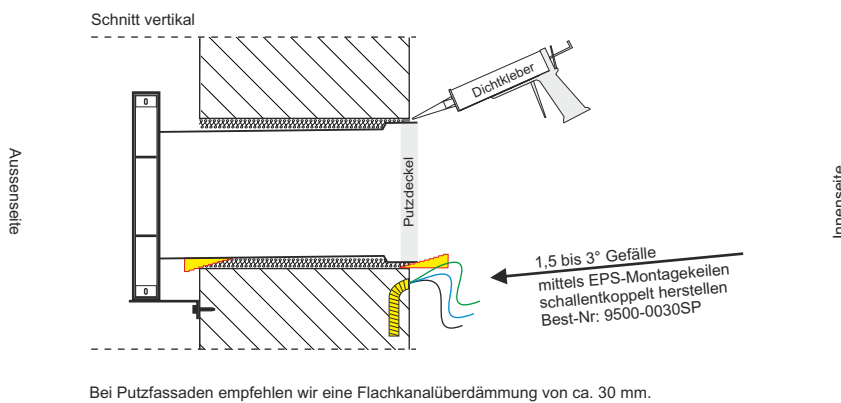 Schnitt vertikal
Dichtkleber
Aussenseite
Putzdeckel
Innenseite
1,5 bis 3° Gefälle
mittels EPS-Montagekeilen
schallentkoppelt herstellen
Best-Nr: 9500-0030SP
Bei Putzfassaden empfehlen wir eine Flachkanalüberdämmung von ca. 30 mm.